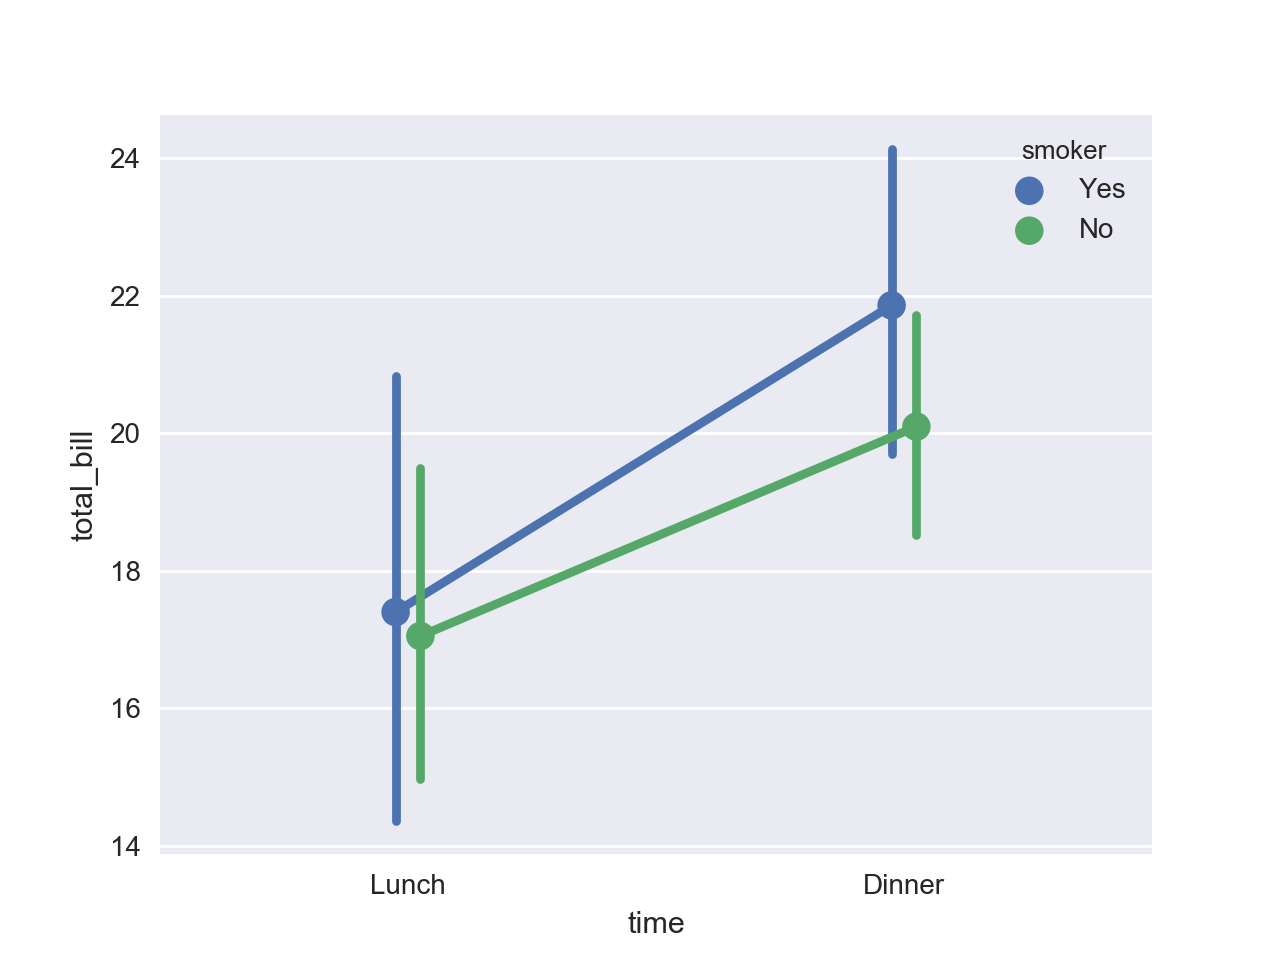 24
22
20
18
16
14
total_bill
smoker
Yes
No
Lunch Dinner
time